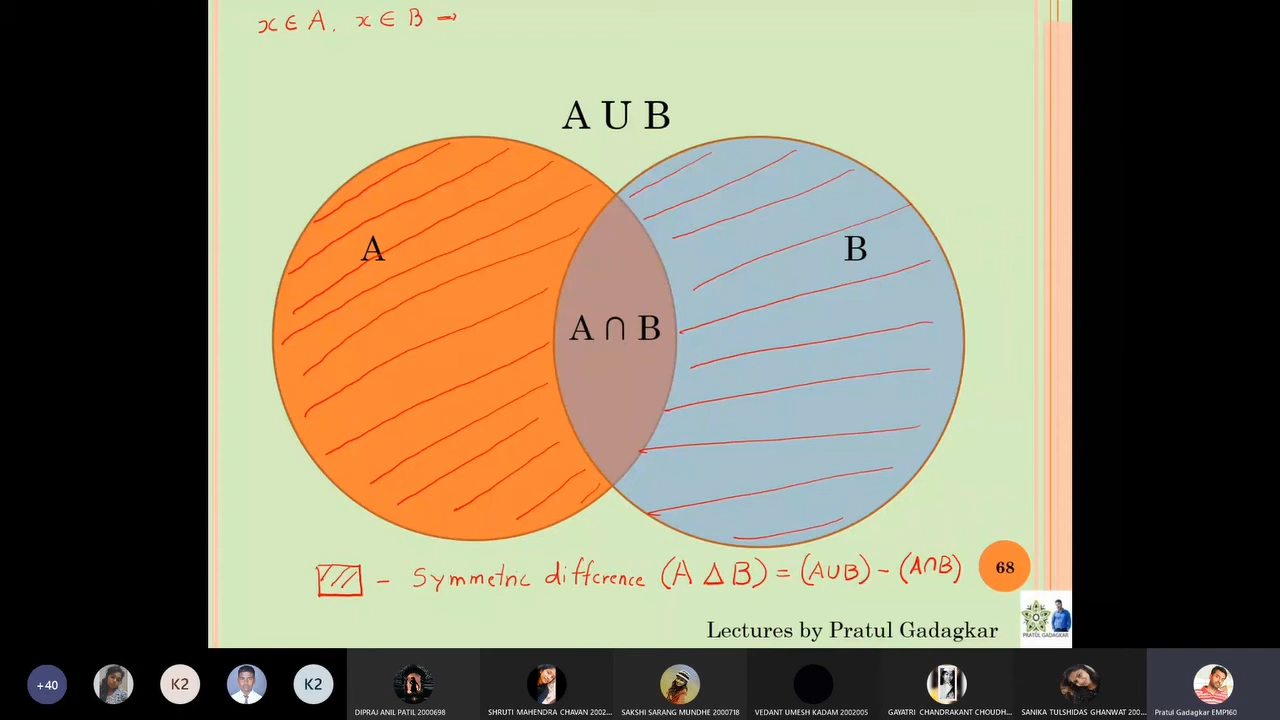 x ∈ A. x ∈ B →
A U B
A
B
A ∩ B
- Symmetric difference (A Δ B) = (A∪B) - (A∩B)
68
PRATUL GADAGKAR
Lectures by Pratul Gadagkar
+40
K2
K2
DIPRAJ ANIL PATIL 2000698
SHRUTI MAHENDRA CHAVAN 2002...
SAKSHI SARANG MUNDHE 2000718
VEDANT UMESH KADAM 2002005
GAYATRI CHANDRAKANT CHOUDH...
SANIKA TULSHIDAS GHANWAT 200...
Pratul Gadagkar EMP160